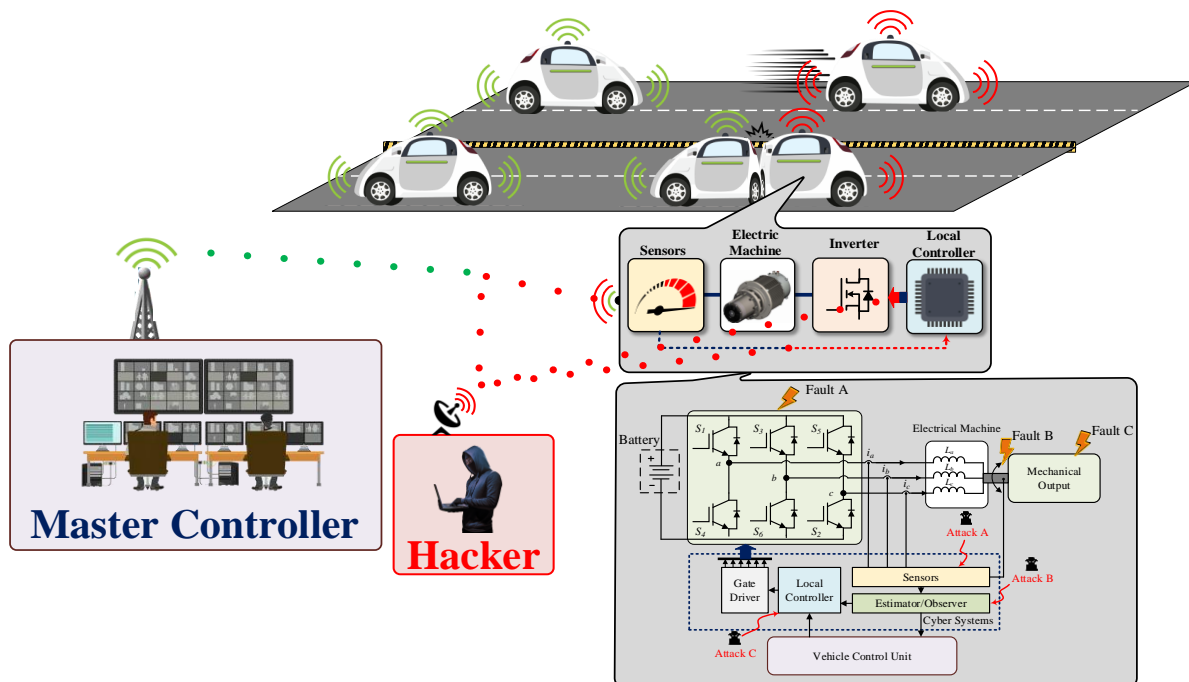 Sensors
Electric
Machine
Inverter
Local
Controller
Master Controller
Hacker
Fault A
Battery
S1
S3
S5
a
b
c
S4
S6
S2
ia
ib
ic
Electrical Machine
La
Lb
Lc
Fault B
Fault C
Mechanical
Output
Attack A
Attack B
Gate
Driver
Local
Controller
Sensors
Estimator/Observer
Cyber Systems
Attack C
Vehicle Control Unit